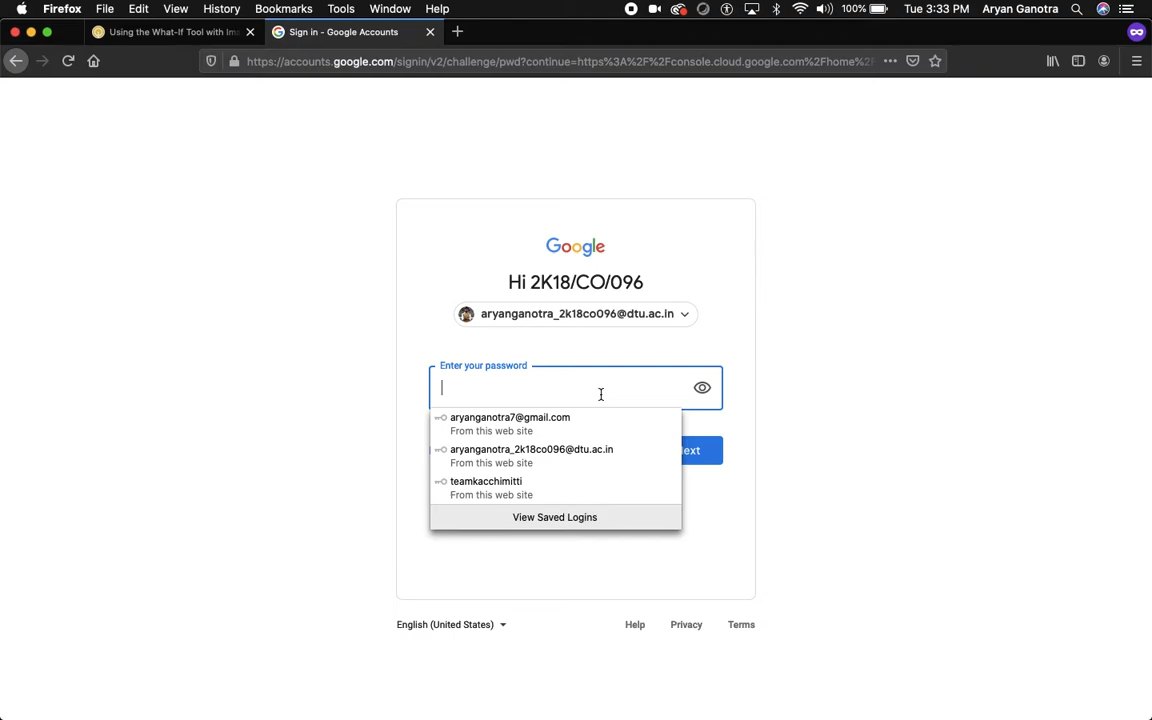 Firefox File Edit View History Bookmarks Tools Window Help 100% Tue 3:33 PM Aryan Ganotra
Using the What-If Tool with Ima
Sign in - Google Accounts
https://accounts.google.com/signin/v2/challenge/pwd?continue=https%3A%2F%2Fconsole.cloud.google.com%2Fhome%2
Google
Hi 2K18/CO/096
aryanganotra_2k18co096@dtu.ac.in
Enter your password
aryanganotra7@gmail.com
From this web site
aryanganotra_2k18co096@dtu.ac.in
From this web site
ext
teamkacchimitti
From this web site
View Saved Logins
English (United States) Help Privacy Terms